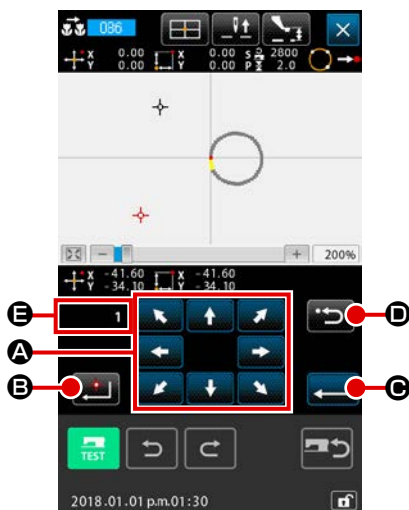 086
X 0.00 X 0.00 S 2800
Y 0.00 Y 0.00 P 2.0
200%
X -41.60 X -41.60
Y -34.10 Y -34.10
E 1
A D
B C
TEST
2018.01.01 p.m.01:30